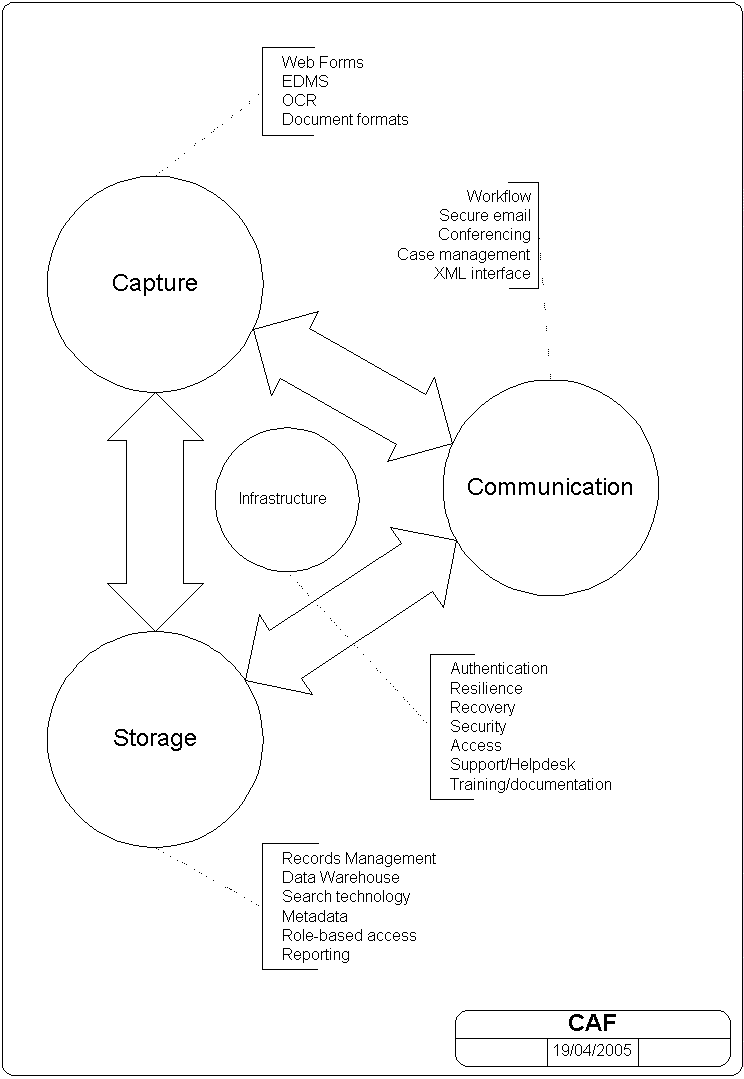 Web Forms
EDMS
OCR
Document formats
Workflow
Secure email
Conferencing
Case management
XML interface
Capture
Communication
Infrastructure
Authentication
Resilience
Recovery
Security
Access
Support/Helpdesk
Training/documentation
Storage
Records Management
Data Warehouse
Search technology
Metadata
Role-based access
Reporting
CAF
19/04/2005